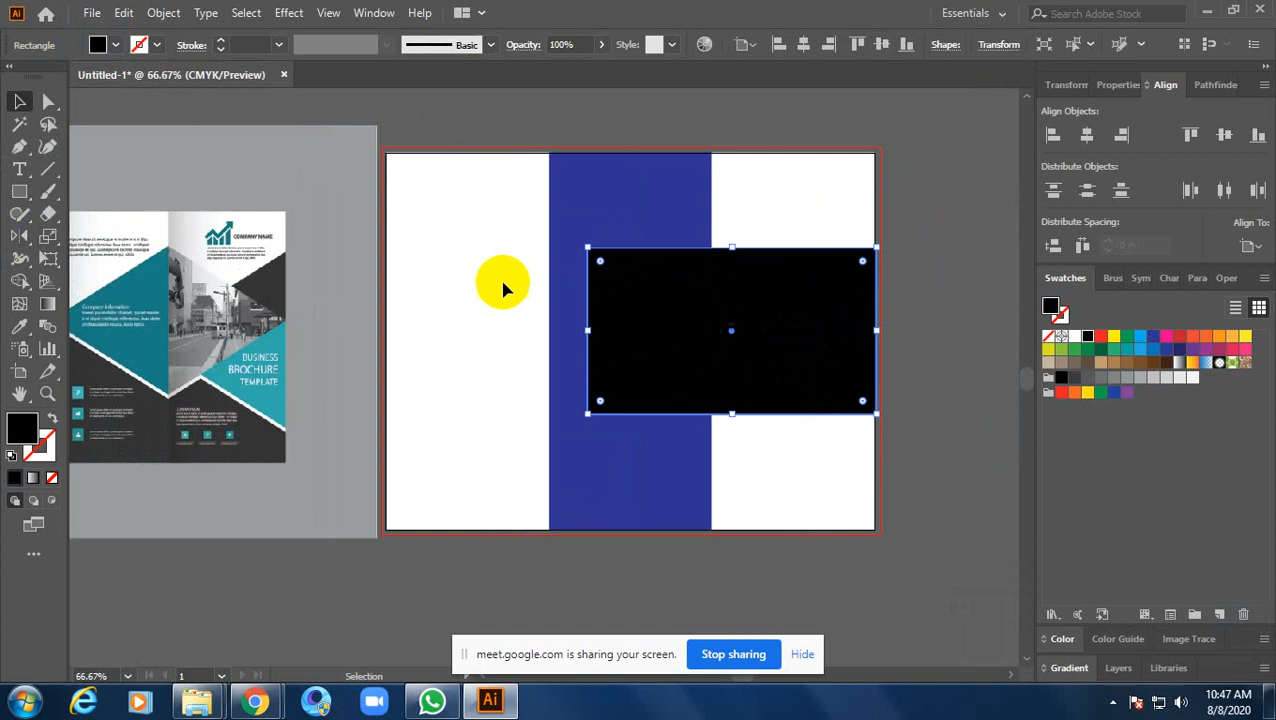 Ai File Edit Object Type Select Effect View Window Help Essentials Search Adobe Stock
Rectangle Stroke: Basic Opacity: 100% Style: Shape: Transform
Untitled-1* @ 66.67% (CMYK/Preview)
Transform Properties Align Pathfinde
Align Objects:
Distribute Objects:
Distribute Spacing: Align To:
Swatches Brus Sym Char Para Oper
COMPANY NAME
Company information
BUSINESS
BROCHURE
TEMPLATE
meet.google.com is sharing your screen. Stop sharing Hide
Color Color Guide Image Trace
Gradient Layers Libraries
66.67% 1 Selection
Ai
10:47 AM
8/8/2020